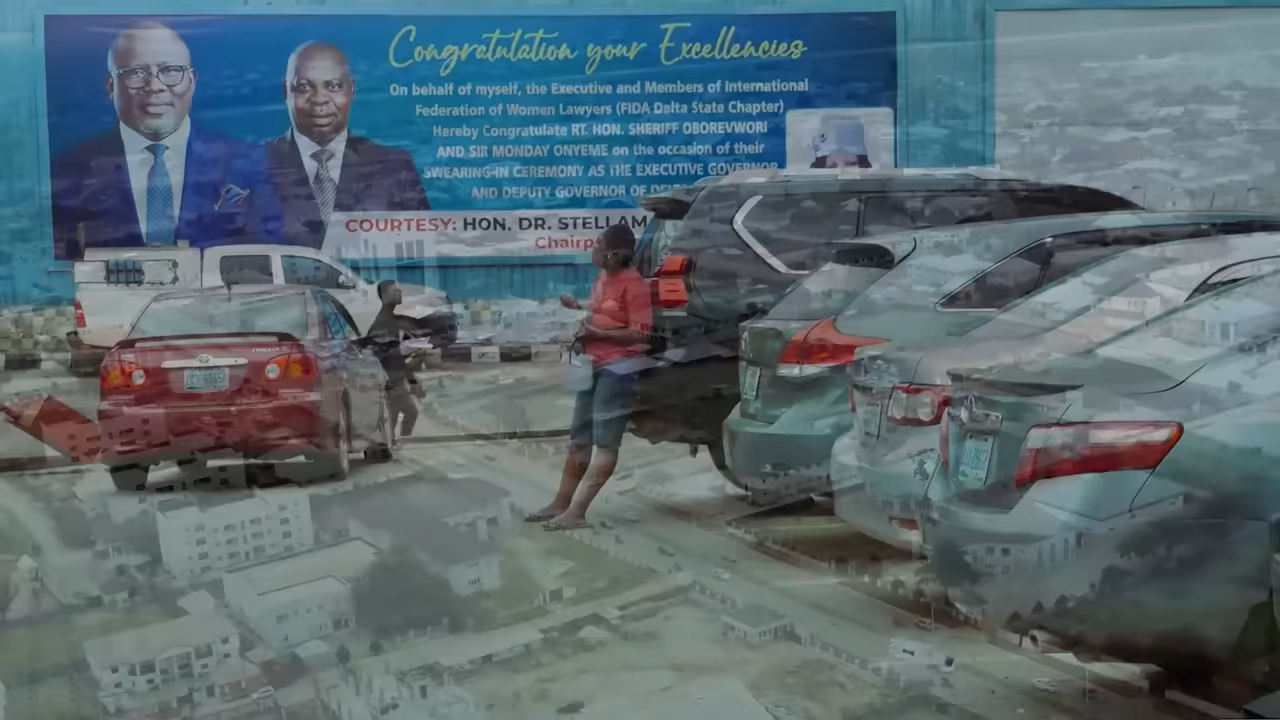 Congratulation your Excellencies
On behalf of myself, the Executive and Members of International
Federation of Women Lawyers (FIDA Delta State Chapter)
Hereby Congratulate RT. HON. SHERIFF OBOREVWORI
AND SIR MONDAY ONYEME on the occasion of their
SWEARING-IN CEREMONY AS THE EXECUTIVE GOVERNOR
AND DEPUTY GOVERNOR OF
COURTESY: HON. DR. STELLA